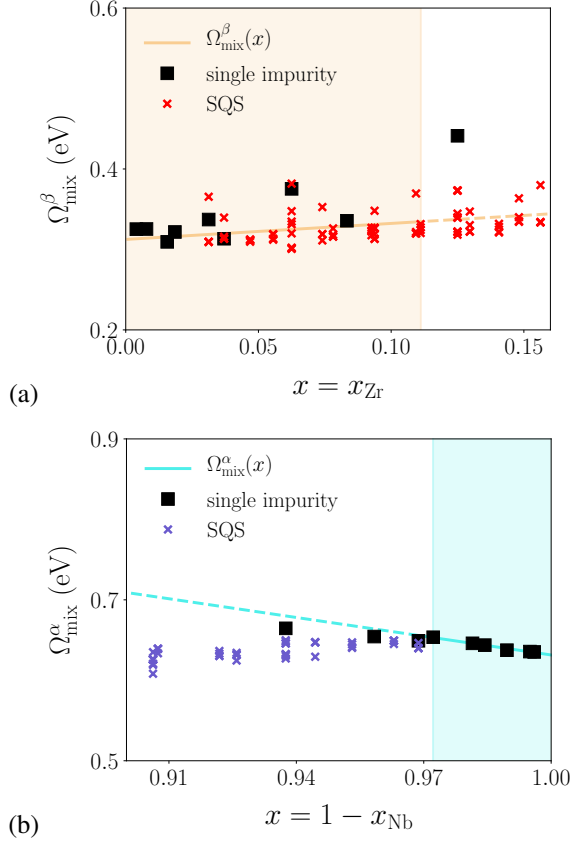 0.6
Ω^β_mix(x)
single impurity
SQS
Ω^β_mix (eV)
0.4
0.2
0.00 0.05 0.10 0.15
x = x_Zr
(a)
0.9
Ω^α_mix(x)
single impurity
SQS
Ω^α_mix (eV)
0.7
0.5
0.91 0.94 0.97 1.00
x = 1 − x_Nb
(b)